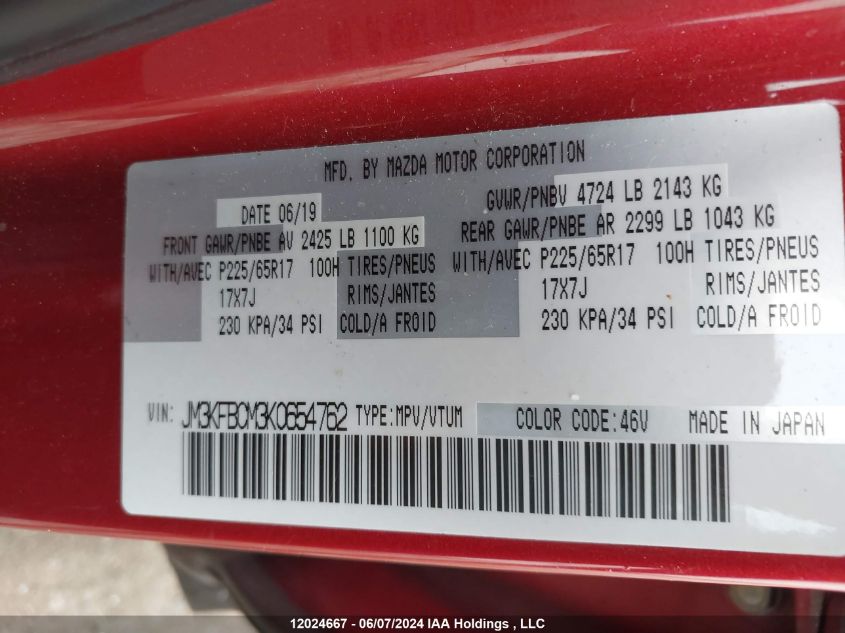 MFD. BY MAZDA MOTOR CORPORATION
DATE 06/19 GVWR/PNBV 4724 LB 2143 KG
FRONT GAWR/PNBE AV 2425 LB 1100 KG REAR GAWR/PNBE AR 2299 LB 1043 KG
WITH/AVEC P225/65R17 100H TIRES/PNEUS WITH/AVEC P225/65R17 100H TIRES/PNEUS
17X7J RIMS/JANTES 17X7J RIMS/JANTES
230 KPA/34 PSI COLD/A FROID 230 KPA/34 PSI COLD/A FROID
VIN: JM3KFBCM3K0654762 TYPE:MPV/VTUM COLOR CODE:46V MADE IN JAPAN
12024667 - 06/07/2024 IAA Holdings , LLC